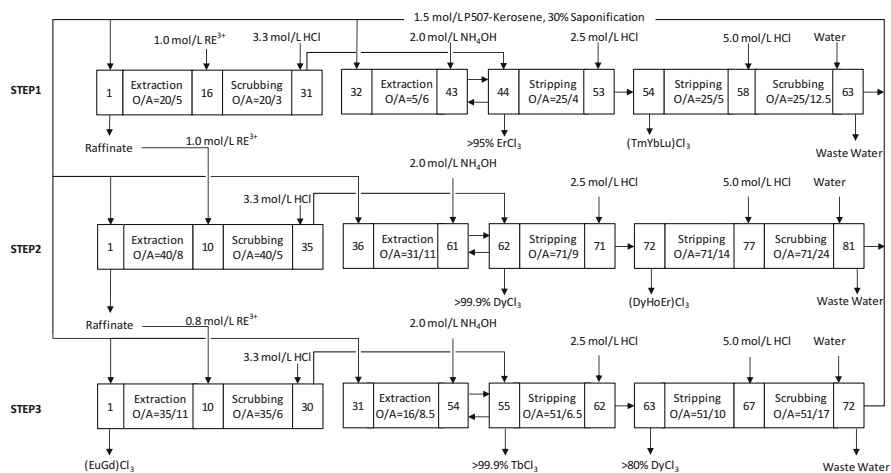 1.5 mol/L P507-Kerosene, 30% Saponification
1.0 mol/L RE³⁺
3.3 mol/L HCl
2.0 mol/L NH₄OH
2.5 mol/L HCl
5.0 mol/L HCl
Water
STEP1
1
Extraction
O/A=20/5
16
Scrubbing
O/A=20/3
31
32
Extraction
O/A=5/6
43
44
Stripping
O/A=25/4
53
54
Stripping
O/A=25/5
58
Scrubbing
O/A=25/12.5
63
Raffinate
>95% ErCl₃
(TmYbLu)Cl₃
Waste Water
1.0 mol/L RE³⁺
3.3 mol/L HCl
2.0 mol/L NH₄OH
2.5 mol/L HCl
5.0 mol/L HCl
Water
STEP2
1
Extraction
O/A=40/8
10
Scrubbing
O/A=40/5
35
36
Extraction
O/A=31/11
61
62
Stripping
O/A=71/9
71
72
Stripping
O/A=71/14
77
Scrubbing
O/A=71/24
81
Raffinate
>99.9% DyCl₃
(DyHoEr)Cl₃
Waste Water
0.8 mol/L RE³⁺
3.3 mol/L HCl
2.0 mol/L NH₄OH
2.5 mol/L HCl
5.0 mol/L HCl
Water
STEP3
1
Extraction
O/A=35/11
10
Scrubbing
O/A=35/6
30
31
Extraction
O/A=16/8.5
54
55
Stripping
O/A=51/6.5
62
63
Stripping
O/A=51/10
67
Scrubbing
O/A=51/17
72
(EuGd)Cl₃
>99.9% TbCl₃
>80% DyCl₃
Waste Water